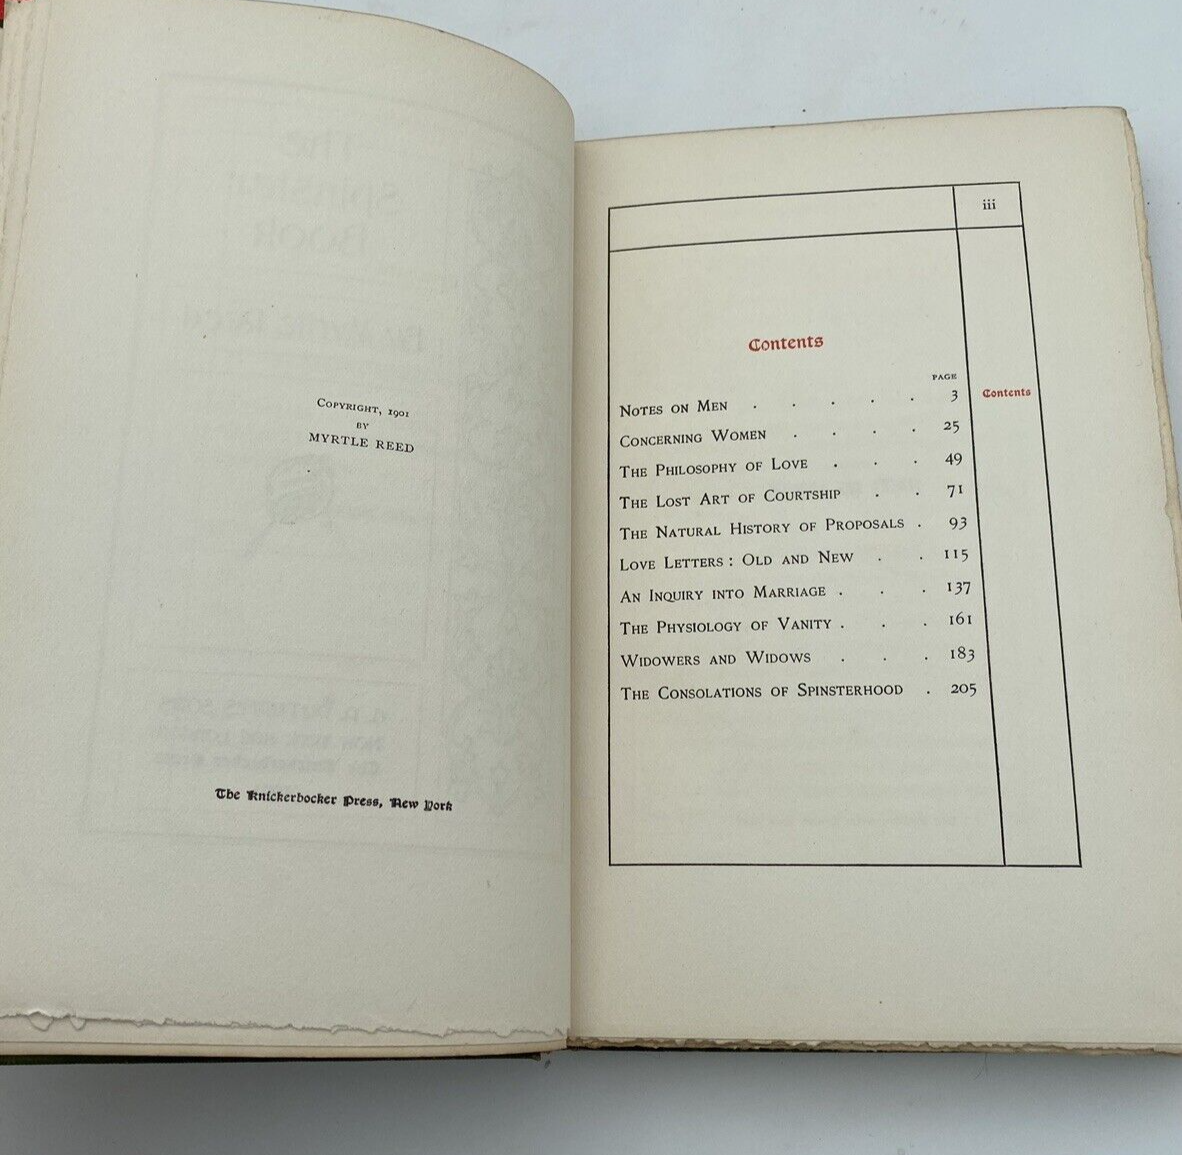 Copyright, 1901
BY
MYRTLE REED
The Knickerbocker Press, New York
iii
Contents
PAGE
Notes on Men . . . . . 3
Contents
Concerning Women . . . . 25
The Philosophy of Love . . . 49
The Lost Art of Courtship . . 71
The Natural History of Proposals . 93
Love Letters : Old and New . . 115
An Inquiry into Marriage . . . 137
The Physiology of Vanity . . . 161
Widowers and Widows . . . 183
The Consolations of Spinsterhood . 205